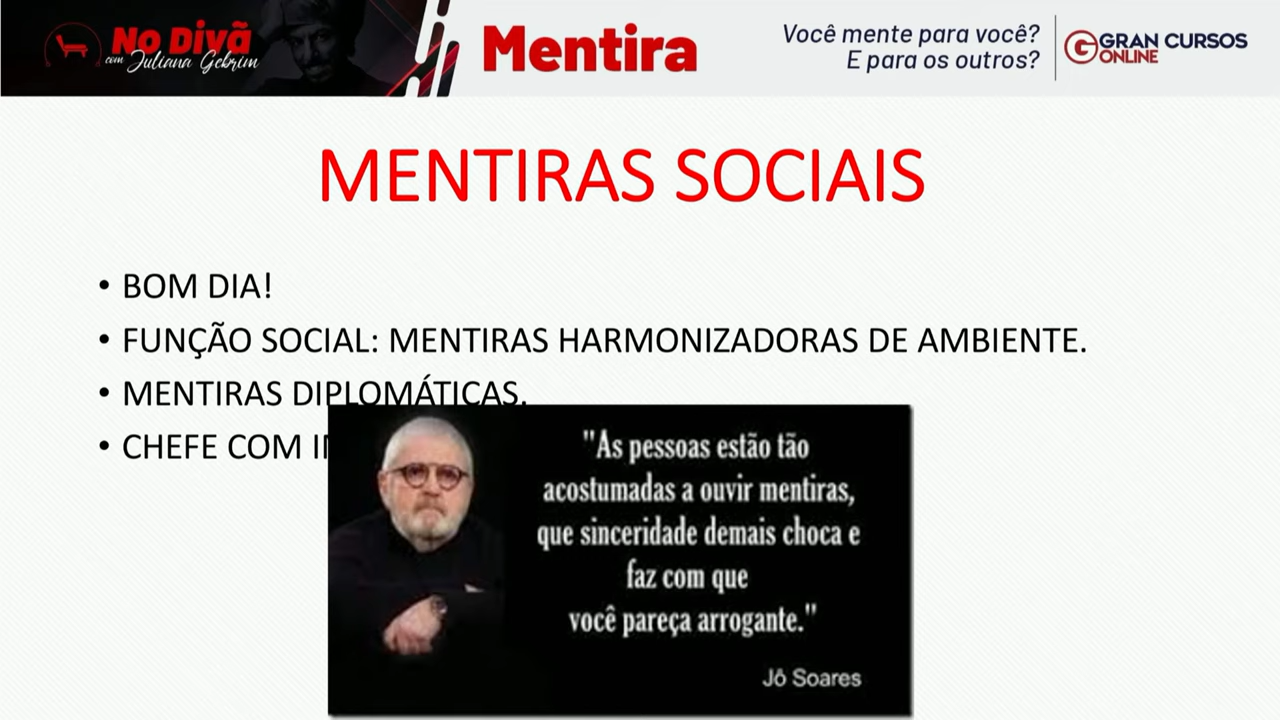 No Divã
com Juliana Gebrim
Mentira
Você mente para você?
E para os outros?
GRAN CURSOS
ONLINE
MENTIRAS SOCIAIS
• BOM DIA!
• FUNÇÃO SOCIAL: MENTIRAS HARMONIZADORAS DE AMBIENTE.
• MENTIRAS DIPLOMÁTICAS.
• CHEFE COM
"As pessoas estão tão
acostumadas a ouvir mentiras,
que sinceridade demais choca e
faz com que
você pareça arrogante."
Jô Soares